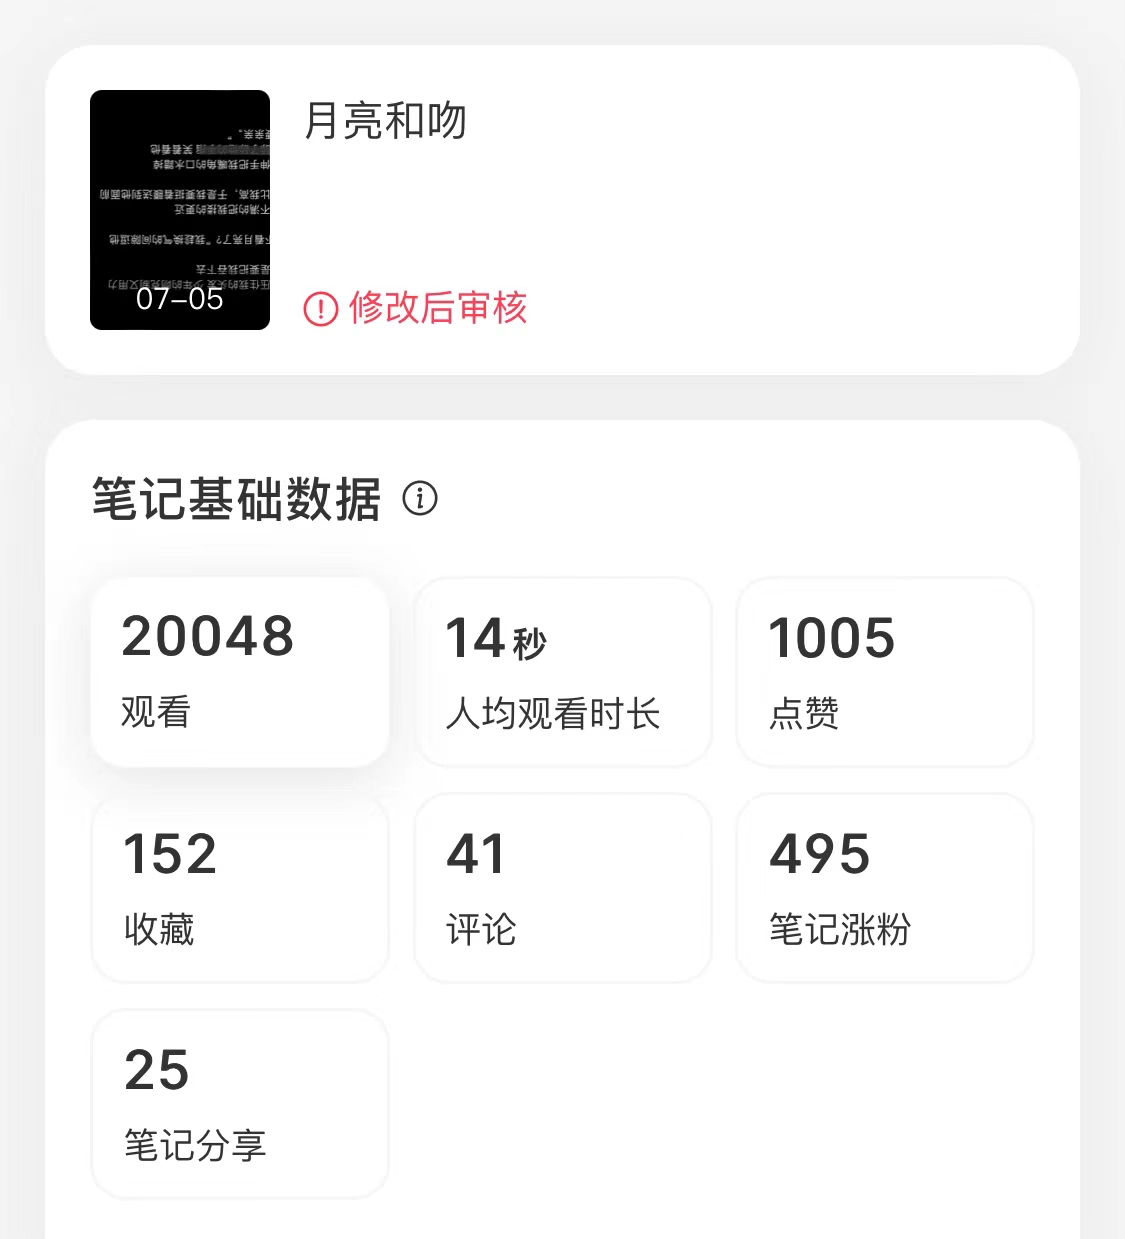 月亮和吻
07-05
修改后审核
笔记基础数据
20048
观看
14秒
人均观看时长
1005
点赞
152
收藏
41
评论
495
笔记涨粉
25
笔记分享